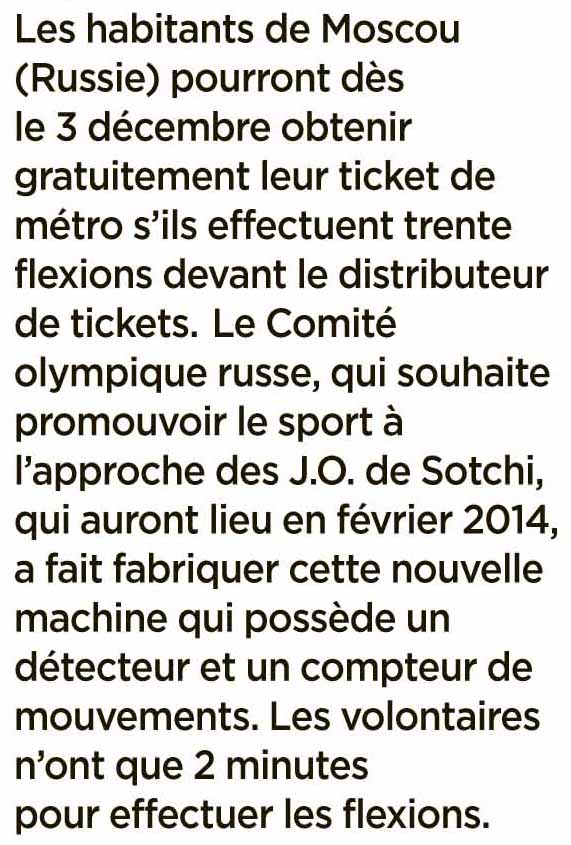 Les habitants de Moscou
(Russie) pourront dès
le 3 décembre obtenir
gratuitement leur ticket de
métro s'ils effectuent trente
flexions devant le distributeur
de tickets. Le Comité
olympique russe, qui souhaite
promouvoir le sport à
l'approche des J.O. de Sotchi,
qui auront lieu en février 2014,
a fait fabriquer cette nouvelle
machine qui possède un
détecteur et un compteur de
mouvements. Les volontaires
n'ont que 2 minutes
pour effectuer les flexions.